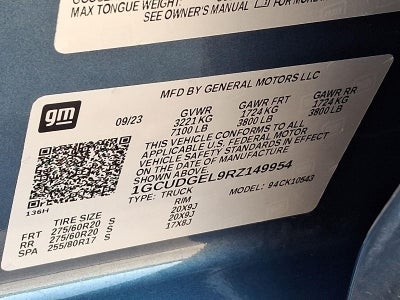 MAX TONGUE WEIGHT:
SEE OWNER'S MANUAL FOR MORE
gm
MFD BY GENERAL MOTORS LLC
09/23 GVWR GAWR FRT GAWR RR
3221 KG 1724 KG 1724 KG
7100 LB 3800 LB 3800 LB
THIS VEHICLE CONFORMS TO ALL
APPLICABLE U.S. FEDERAL MOTOR
VEHICLE SAFETY STANDARDS IN EFFECT
ON THE DATE OF MANUFACTURE
1GCUDGEL9RZ149954
TYPE: TRUCK MODEL: 94CK10543
136H
TIRE SIZE RIM
FRT 275/60R20 S 20X9J
RR 275/60R20 S 20X9J
SPA 255/80R17 S 17X8J